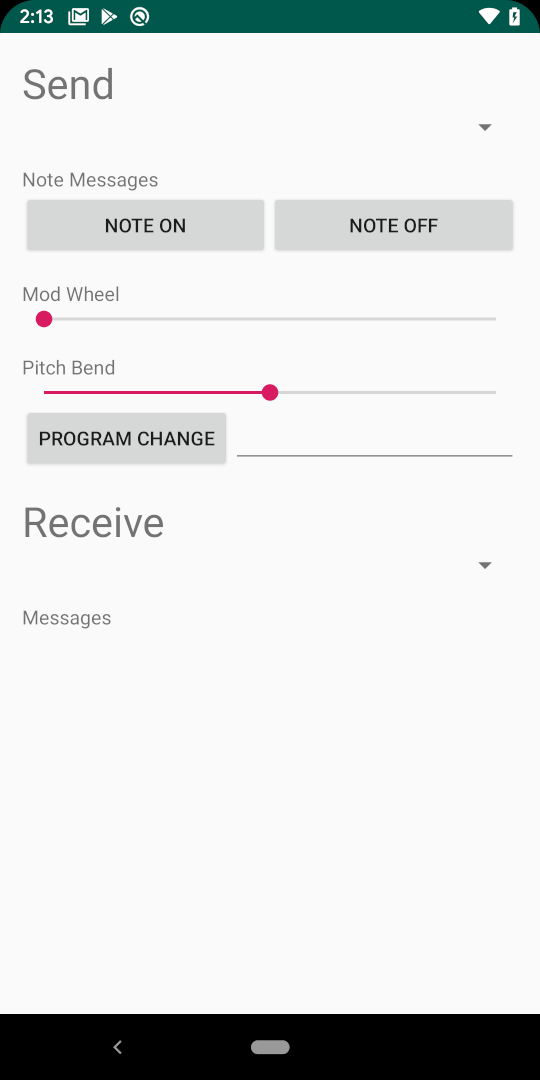 2:13
Send
Note Messages
NOTE ON NOTE OFF
Mod Wheel
Pitch Bend
PROGRAM CHANGE
Receive
Messages